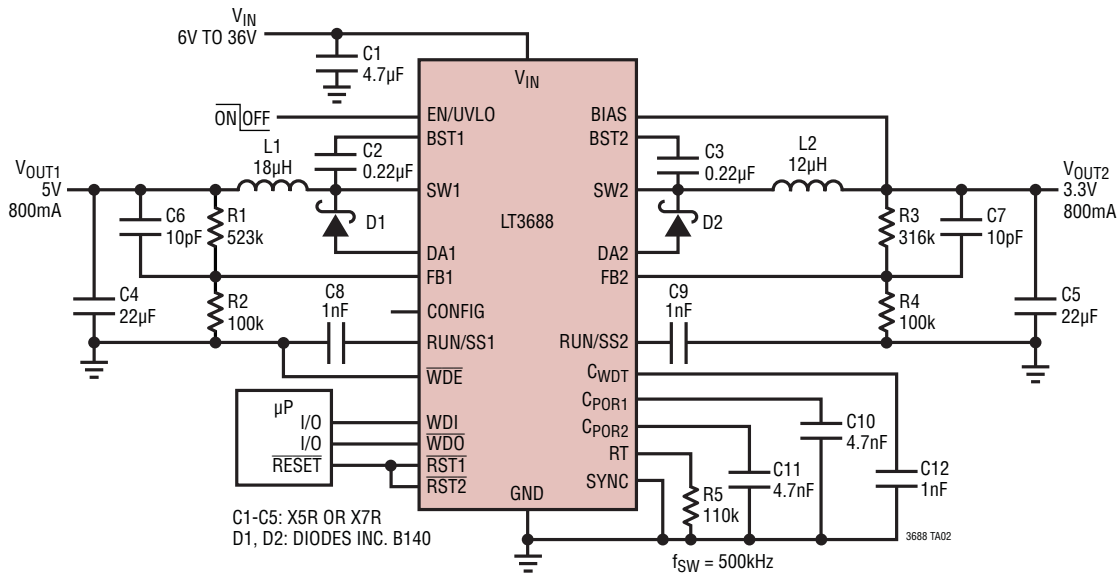 VIN
6V TO 36V
C1
4.7µF
VIN
ON OFF
EN/UVLO
BIAS
BST1
BST2
L1
18µH
C2
0.22µF
C3
0.22µF
L2
12µH
VOUT1
5V
800mA
SW1
SW2
VOUT2
3.3V
800mA
LT3688
C6
10pF
R1
523k
D1
D2
R3
316k
C7
10pF
DA1
DA2
FB1
FB2
C4
22µF
R2
100k
C8
1nF
CONFIG
C9
1nF
R4
100k
C5
22µF
RUN/SS1
RUN/SS2
WDE
CWDT
µP
I/O
I/O
RESET
WDI
WDO
RST1
RST2
CPOR1
CPOR2
RT
SYNC
GND
C10
4.7nF
C11
4.7nF
C12
1nF
R5
110k
C1-C5: X5R OR X7R
D1, D2: DIODES INC. B140
fSW = 500kHz
3688 TA02